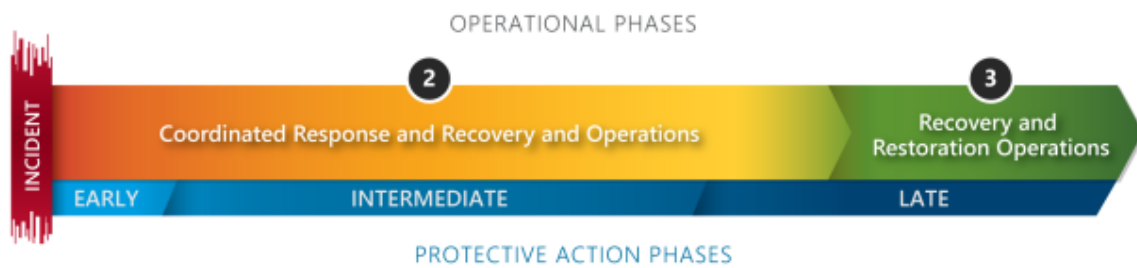 OPERATIONAL PHASES
INCIDENT
2
3
Coordinated Response and Recovery and Operations
Recovery and
Restoration Operations
EARLY
INTERMEDIATE
LATE
PROTECTIVE ACTION PHASES